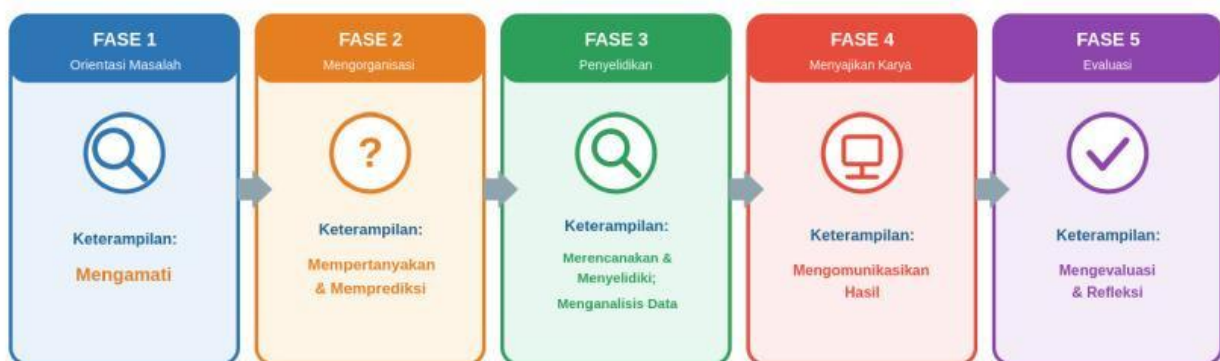 FASE 1
Orientasi Masalah
Keterampilan:
Mengamati
FASE 2
Mengorganisasi
?
Keterampilan:
Mempertanyakan
& Memprediksi
FASE 3
Penyelidikan
Keterampilan:
Merencanakan &
Menyelidiki;
Menganalisis Data
FASE 4
Menyajikan Karya
Keterampilan:
Mengomunikasikan
Hasil
FASE 5
Evaluasi
Keterampilan:
Mengevaluasi
& Refleksi